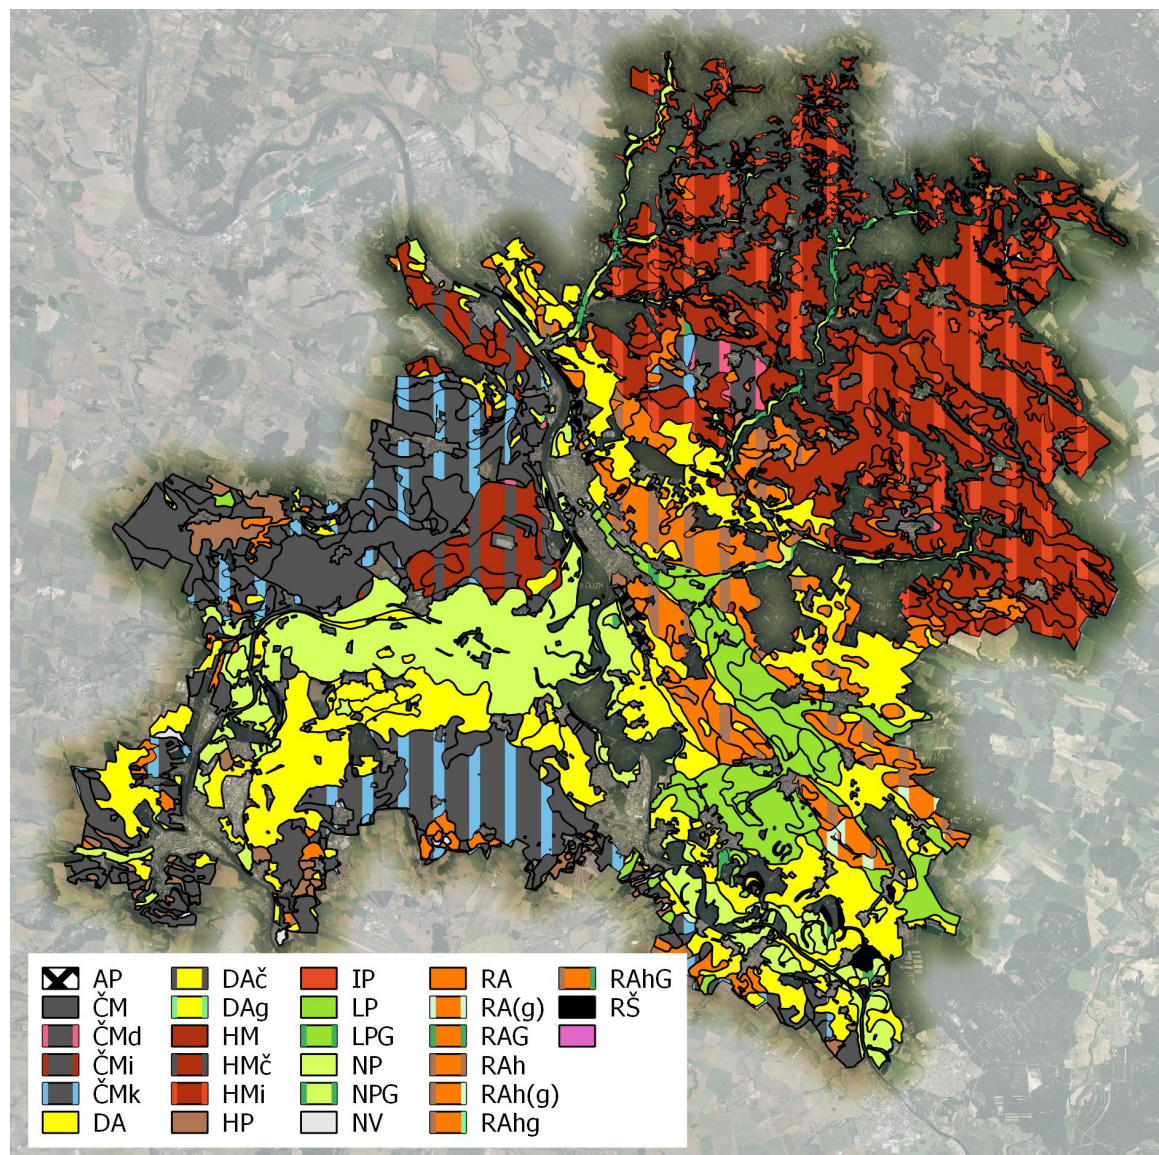 AP
ČM
ČMd
ČMi
ČMk
DA
DAč
DAg
HM
HMč
HMi
HP
IP
LP
LPG
NP
NPG
NV
RA
RA(g)
RAG
RAh
RAh(g)
RAhg
RAhG
RŠ